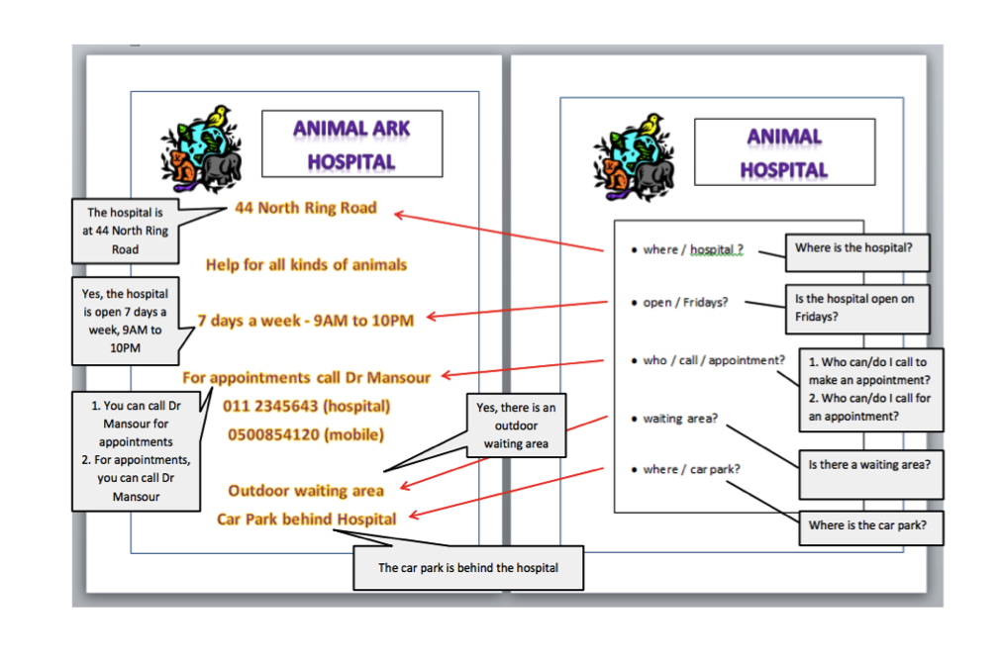 ANIMAL ARK
HOSPITAL
44 North Ring Road
Help for all kinds of animals
7 days a week - 9AM to 10PM
For appointments call Dr Mansour
011 2345643 (hospital)
0500854120 (mobile)
Outdoor waiting area
Car Park behind Hospital
The hospital is
at 44 North Ring
Road
Yes, the hospital
is open 7 days a
week, 9AM to
10PM
1. You can call Dr
Mansour for
appointments
2. For appointments,
you can call Dr
Mansour
Yes, there is an
outdoor
waiting area
The car park is behind the hospital
ANIMAL
HOSPITAL
• where / hospital ?
• open / Fridays?
• who / call / appointment?
• waiting area?
• where / car park?
Where is the hospital?
Is the hospital open on
Fridays?
1. Who can/do I call to
make an appointment?
2. Who can/do I call for
an appointment?
Is there a waiting area?
Where is the car park?